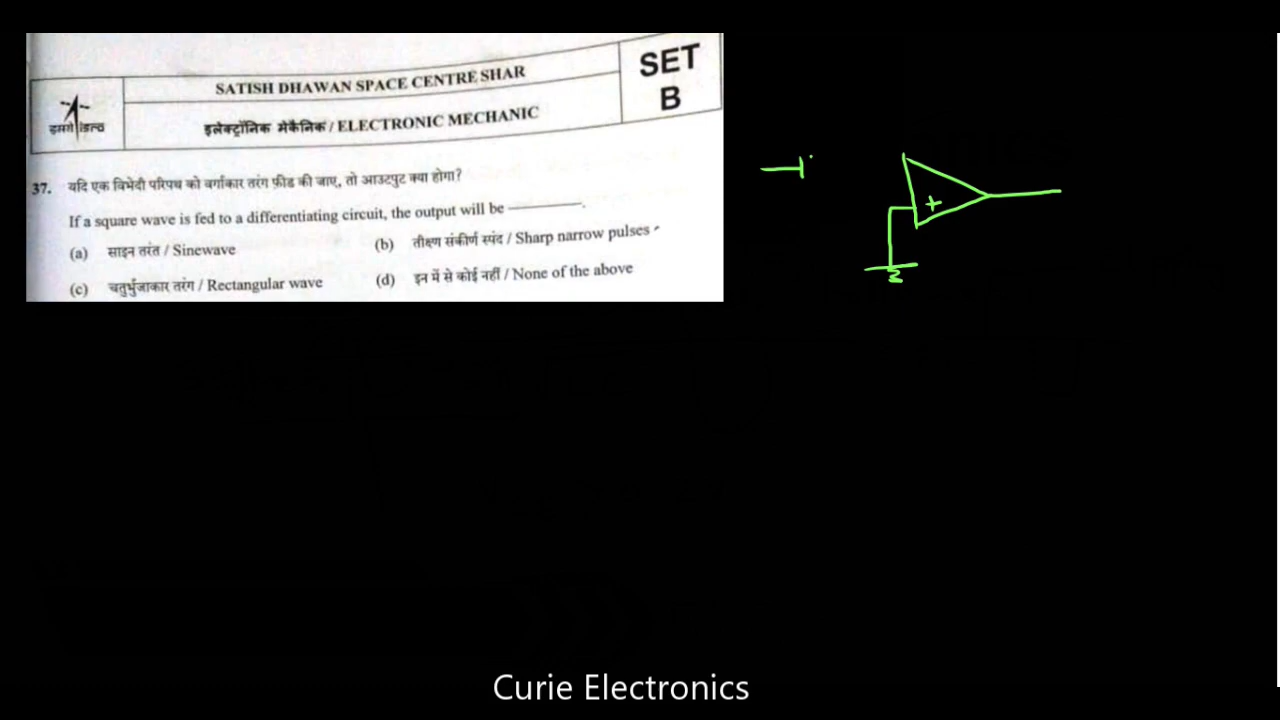 SATISH DHAWAN SPACE CENTRE SHAR
SET
B
इलेक्ट्रॉनिक मेकैनिक / ELECTRONIC MECHANIC
इसरो isro
37. यदि एक विभेदी परिपथ को वर्गाकार तरंग फ़ीड की जाए, तो आउटपुट क्या होगा?
If a square wave is fed to a differentiating circuit, the output will be ————.
(a) साइन तरंत / Sinewave
(b) तीक्ष्ण संकीर्ण स्पंद / Sharp narrow pulses
(c) चतुर्भुजाकार तरंग / Rectangular wave
(d) इन में से कोई नहीं / None of the above
+
Curie Electronics